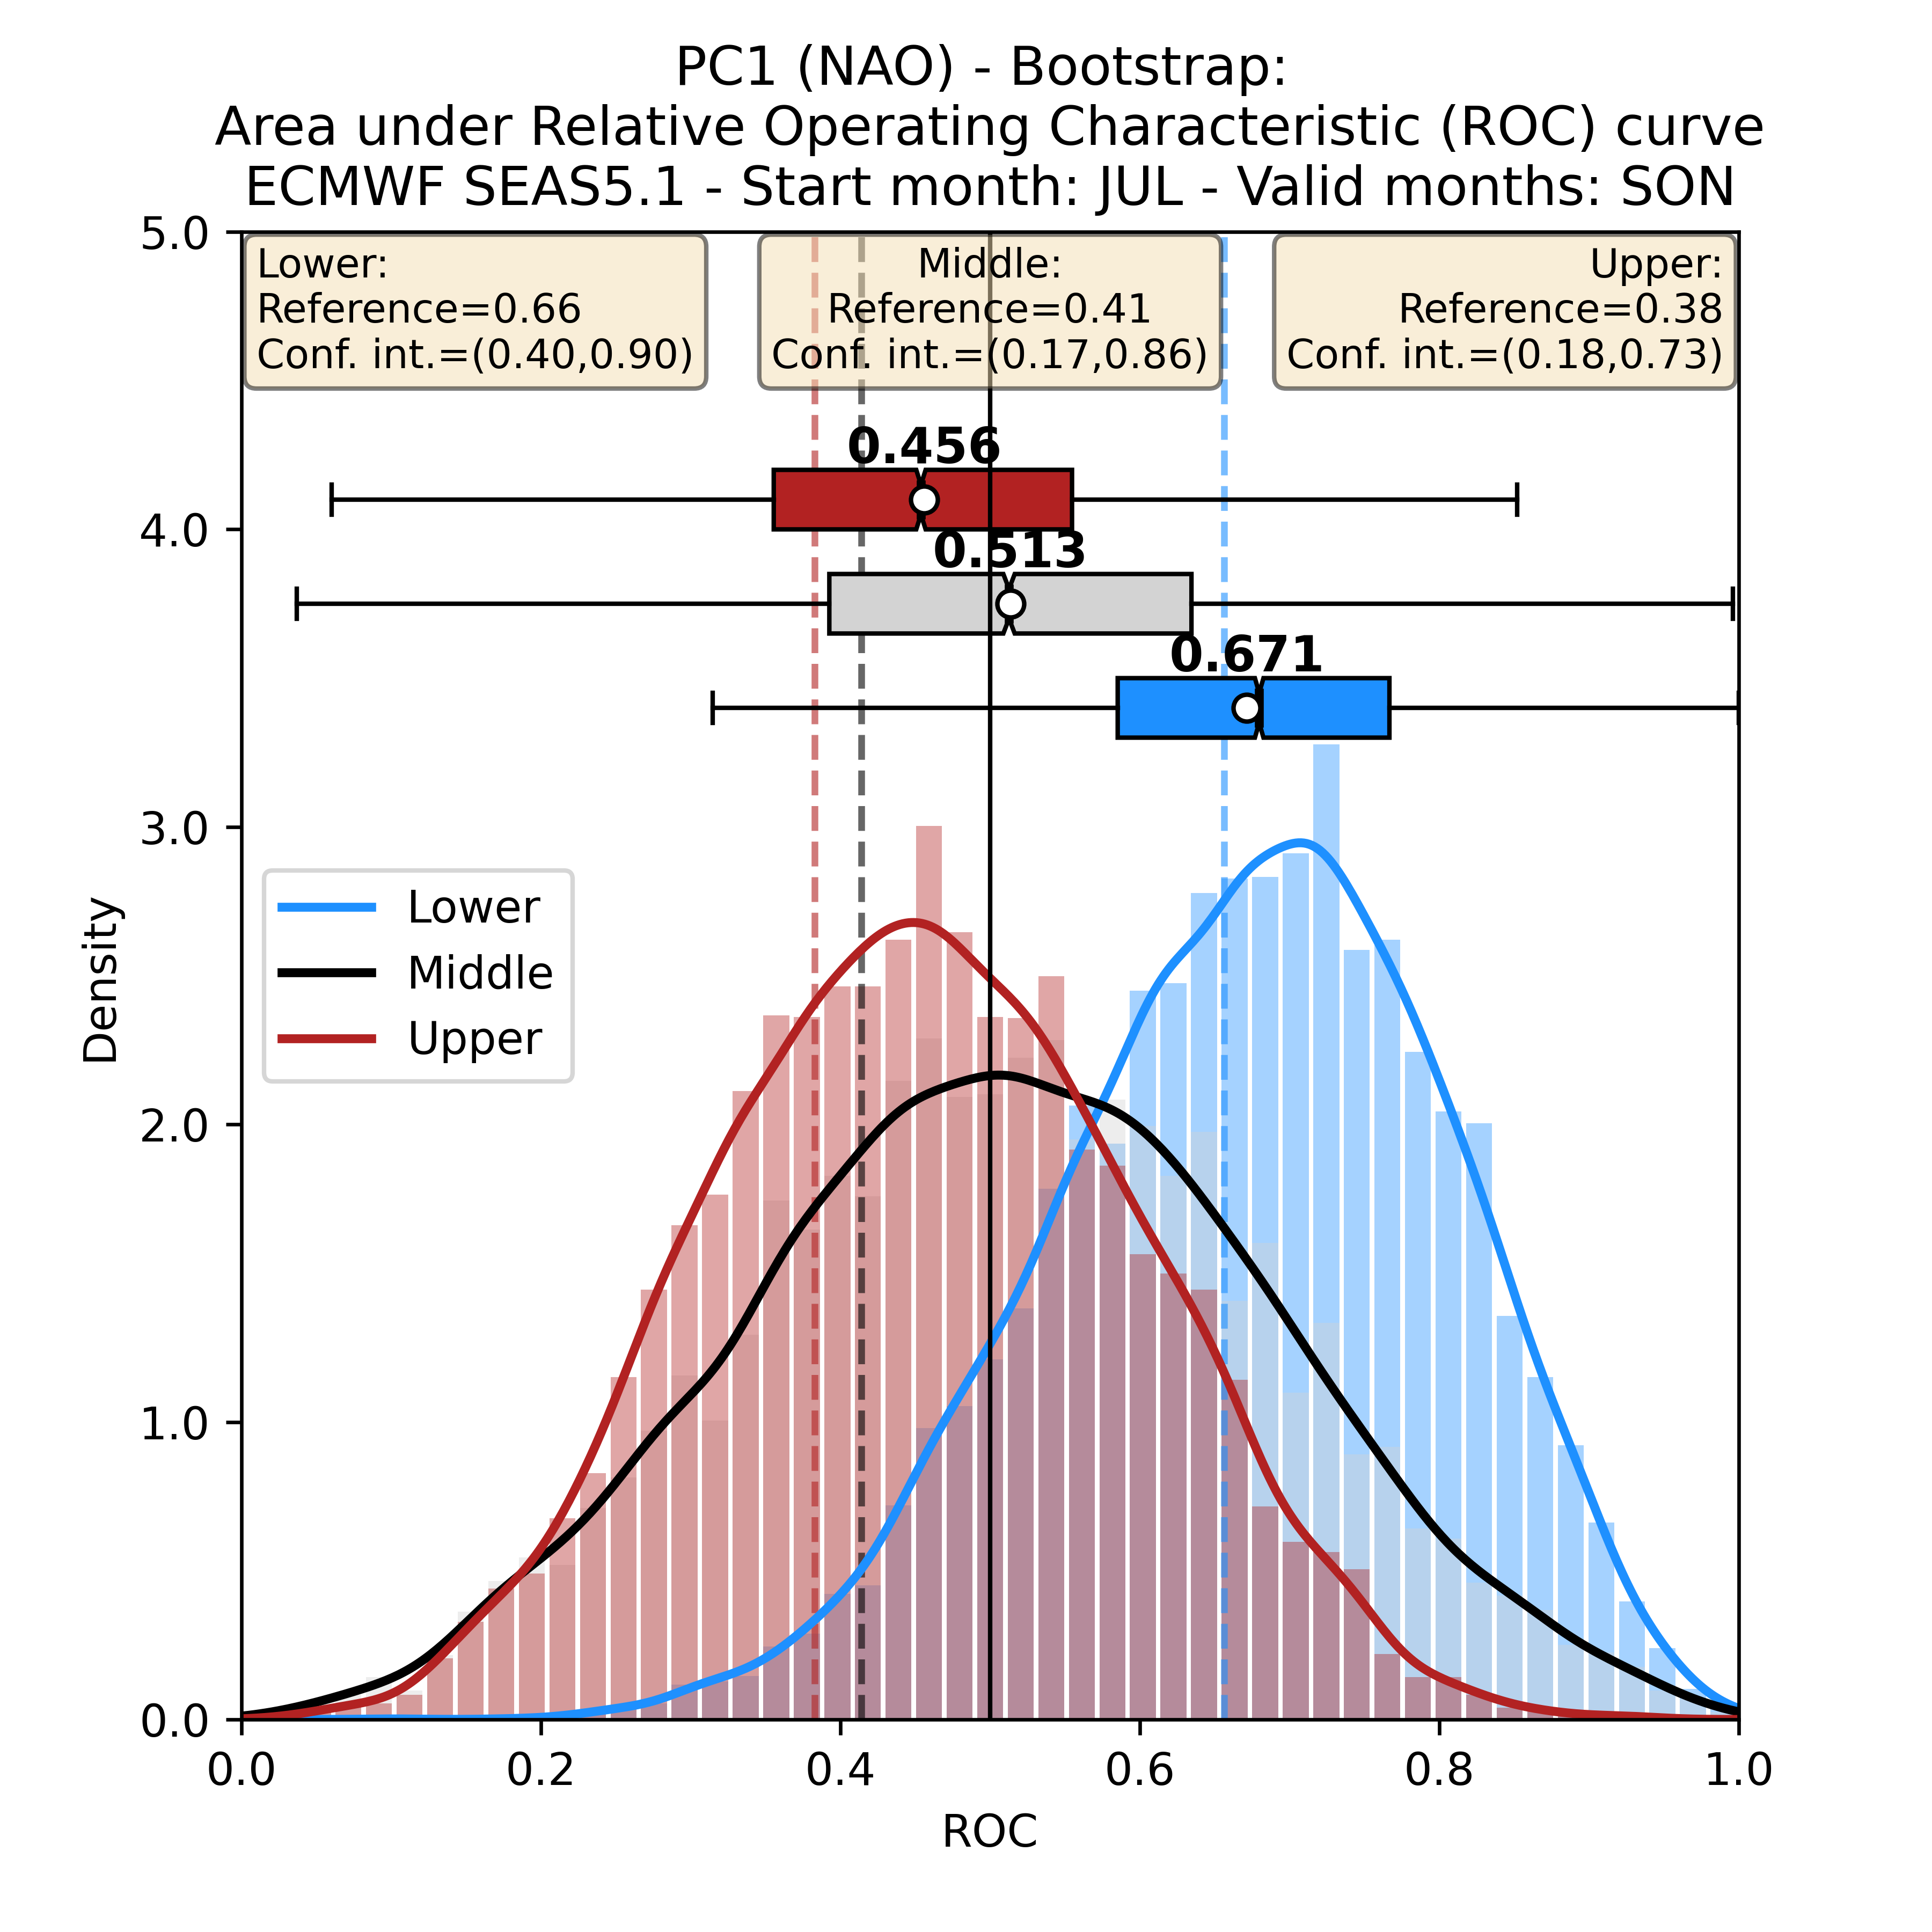 PC1 (NAO) - Bootstrap:
Area under Relative Operating Characteristic (ROC) curve
ECMWF SEAS5.1 - Start month: JUL - Valid months: SON
5.0
Lower:
Reference=0.66
Conf. int.=(0.40,0.90)
Middle:
Reference=0.41
Conf. int.=(0.17,0.86)
Upper:
Reference=0.38
Conf. int.=(0.18,0.73)
0.456
4.0
0.513
0.671
3.0
Lower
Middle
Upper
Density
2.0
1.0
0.0
0.0 0.2 0.4 0.6 0.8 1.0
ROC